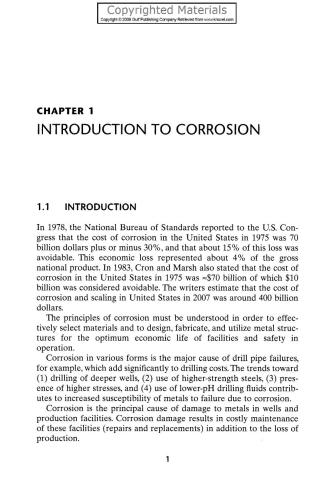 Copyrighted Materials
Copyright © 2009 Gulf Publishing Company Retrieved from www.knovel.com
CHAPTER 1
INTRODUCTION TO CORROSION
1.1 INTRODUCTION
In 1978, the National Bureau of Standards reported to the U.S. Con-
gress that the cost of corrosion in the United States in 1975 was 70
billion dollars plus or minus 30%, and that about 15% of this loss was
avoidable. This economic loss represented about 4% of the gross
national product. In 1983, Cron and Marsh also stated that the cost of
corrosion in the United States in 1975 was ~$70 billion of which $10
billion was considered avoidable. The writers estimate that the cost of
corrosion and scaling in United States in 2007 was around 400 billion
dollars.
The principles of corrosion must be understood in order to effec-
tively select materials and to design, fabricate, and utilize metal struc-
tures for the optimum economic life of facilities and safety in
operation.
Corrosion in various forms is the major cause of drill pipe failures,
for example, which add significantly to drilling costs. The trends toward
(1) drilling of deeper wells, (2) use of higher-strength steels, (3) pres-
ence of higher stresses, and (4) use of lower-pH drilling fluids contrib-
utes to increased susceptibility of metals to failure due to corrosion.
Corrosion is the principal cause of damage to metals in wells and
production facilities. Corrosion damage results in costly maintenance
of these facilities (repairs and replacements) in addition to the loss of
production.
1